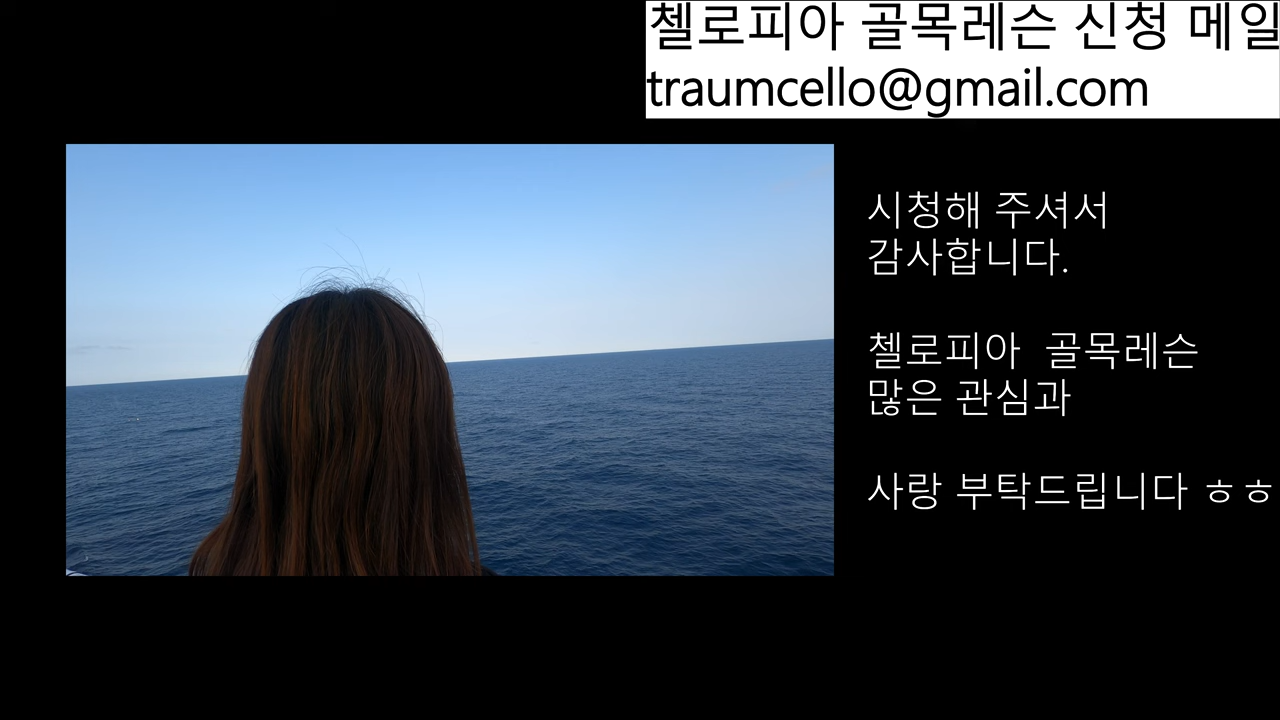 첼로피아 골목레슨 신청 메일
traumcello@gmail.com
시청해 주셔서
감사합니다.
첼로피아 골목레슨
많은 관심과
사랑 부탁드립니다 ㅎㅎ